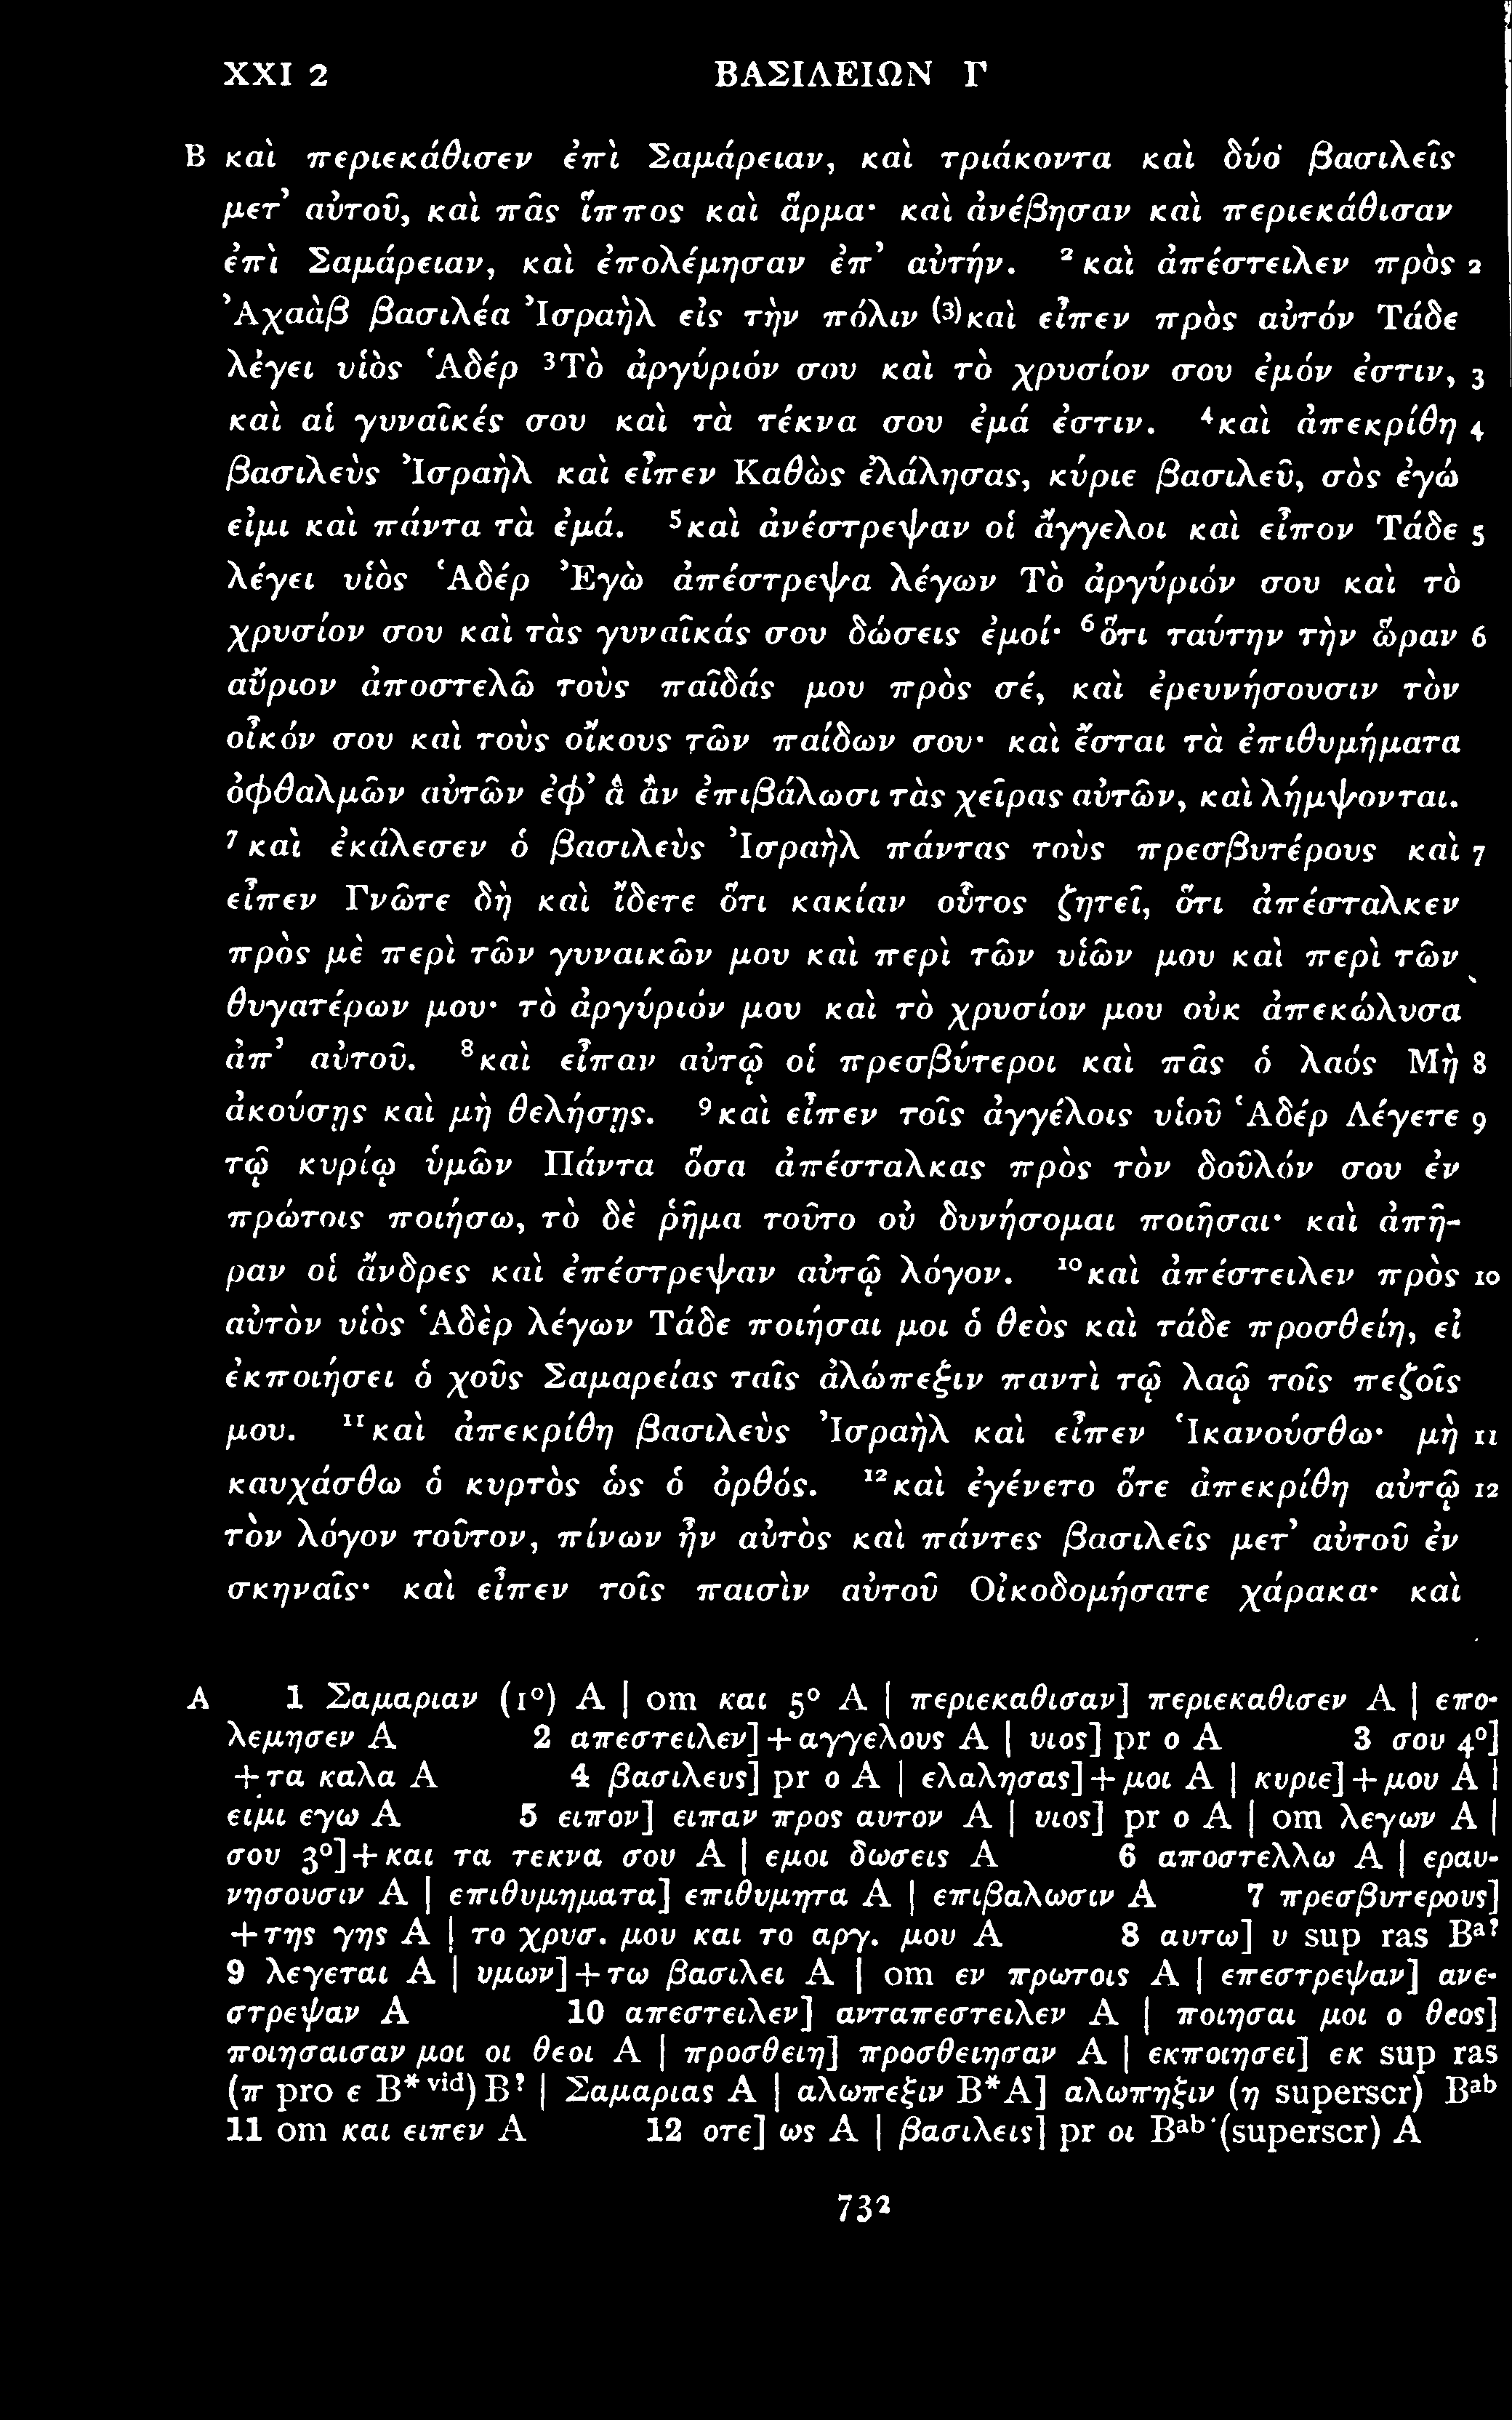 XXI 2 ΒΑΣΙΛΕΙΩΝ Γ
B καὶ περιεκάθισεν ἐπὶ Σαμάρειαν, καὶ τριάκοντα καὶ δύο βασιλεῖς
μετ’ αὐτοῦ, καὶ πᾶς ἵππος καὶ ἅρμα· καὶ ἀνέβησαν καὶ περιεκάθισαν
ἐπὶ Σαμάρειαν, καὶ ἐπολέμησαν ἐπ’ αὐτήν. ²καὶ ἀπέστειλεν πρὸς 2
Ἀχαὰβ βασιλέα Ἰσραὴλ εἰς τὴν πόλιν ⁽³⁾καὶ εἶπεν πρὸς αὐτόν Τάδε
λέγει υἱὸς Ἁδέρ ³Τὸ ἀργύριόν σου καὶ τὸ χρυσίον σου ἐμόν ἐστιν, 3
καὶ αἱ γυναῖκές σου καὶ τὰ τέκνα σου ἐμά ἐστιν. ⁴καὶ ἀπεκρίθη 4
βασιλεὺς Ἰσραὴλ καὶ εἶπεν Καθὼς ἐλάλησας, κύριε βασιλεῦ, σὸς ἐγώ
εἰμι καὶ πάντα τὰ ἐμά. ⁵καὶ ἀνέστρεψαν οἱ ἄγγελοι καὶ εἶπον Τάδε 5
λέγει υἱὸς Ἁδέρ Ἐγὼ ἀπέστρεψα λέγων Τὸ ἀργύριόν σου καὶ τὸ
χρυσίον σου καὶ τὰς γυναῖκάς σου δώσεις ἐμοί· ⁶ὅτι ταύτην τὴν ὥραν 6
αὔριον ἀποστελῶ τοὺς παῖδάς μου πρὸς σέ, καὶ ἐρευνήσουσιν τὸν
οἶκόν σου καὶ τοὺς οἴκους τῶν παίδων σου· καὶ ἔσται τὰ ἐπιθυμήματα
ὀφθαλμῶν αὐτῶν ἐφ’ ἃ ἂν ἐπιβάλωσι τὰς χεῖρας αὐτῶν, καὶ λήμψονται.
⁷καὶ ἐκάλεσεν ὁ βασιλεὺς Ἰσραὴλ πάντας τοὺς πρεσβυτέρους καὶ 7
εἶπεν Γνῶτε δὴ καὶ ἴδετε ὅτι κακίαν οὗτος ζητεῖ, ὅτι ἀπέσταλκεν
πρὸς μὲ περὶ τῶν γυναικῶν μου καὶ περὶ τῶν υἱῶν μου καὶ περὶ τῶν
θυγατέρων μου· τὸ ἀργύριόν μου καὶ τὸ χρυσίον μου οὐκ ἀπεκώλυσα
ἀπ’ αὐτοῦ. ⁸καὶ εἶπαν αὐτῷ οἱ πρεσβύτεροι καὶ πᾶς ὁ λαός Μὴ 8
ἀκούσῃς καὶ μὴ θελήσῃς. ⁹καὶ εἶπεν τοῖς ἀγγέλοις υἱοῦ Ἁδέρ Λέγετε 9
τῷ κυρίῳ ὑμῶν Πάντα ὅσα ἀπέσταλκας πρὸς τὸν δοῦλόν σου ἐν
πρώτοις ποιήσω, τὸ δὲ ῥῆμα τοῦτο οὐ δυνήσομαι ποιῆσαι· καὶ ἀπῆ-
ραν οἱ ἄνδρες καὶ ἐπέστρεψαν αὐτῷ λόγον. ¹⁰καὶ ἀπέστειλεν πρὸς 10
αὐτὸν υἱὸς Ἁδὲρ λέγων Τάδε ποιήσαι μοι ὁ θεὸς καὶ τάδε προσθείη, εἰ
ἐκποιήσει ὁ χοῦς Σαμαρείας ταῖς ἀλώπεξιν παντὶ τῷ λαῷ τοῖς πεζοῖς
μου. ¹¹καὶ ἀπεκρίθη βασιλεὺς Ἰσραὴλ καὶ εἶπεν Ἱκανούσθω· μὴ 11
καυχάσθω ὁ κυρτὸς ὡς ὁ ὀρθός. ¹²καὶ ἐγένετο ὅτε ἀπεκρίθη αὐτῷ 12
τὸν λόγον τοῦτον, πίνων ἦν αὐτὸς καὶ πάντες βασιλεῖς μετ’ αὐτοῦ ἐν
σκηναῖς· καὶ εἶπεν τοῖς παισὶν αὐτοῦ Οἰκοδομήσατε χάρακα· καὶ
A 1 Σαμαριαν (1°) A | om και 5° A | περιεκαθισαν] περιεκαθισεν A | επο-
λεμησεν A 2 απεστειλεν] + αγγελους A | υιος] pr ο A 3 σου 4°]
+ τα καλα A 4 βασιλευς] pr ο A | ελαλησας] + μοι A | κυριε] + μου A |
ειμι εγω A 5 ειπον] ειπαν προς αυτον A | υιος] pr ο A | om λεγων A |
σου 3°] + και τα τεκνα σου A | εμοι δωσεις A 6 αποστελλω A | εραυ-
νησουσιν A | επιθυμηματα] επιθυμητα A | επιβαλωσιν A 7 πρεσβυτερους]
+ της γης A | το χρυσ. μου και το αργ. μου A 8 αυτω] υ sup ras Bᵃ?
9 λεγεται A | υμων] + τω βασιλει A | om εν πρωτοις A | επεστρεψαν] ανε-
στρεψαν A 10 απεστειλεν] ανταπεστειλεν A | ποιησαι μοι ο θεος]
ποιησαισαν μοι οι θεοι A | προσθειη] προσθειησαν A | εκποιησει] εκ sup ras
(π pro ε B* ᵛⁱᵈ) B? | Σαμαριας A | αλωπεξιν B*A] αλωπηξιν (η superscr) Bᵃᵇ
11 om και ειπεν A 12 οτε] ως A | βασιλεις] pr οι Bᵃᵇ (superscr) A
732